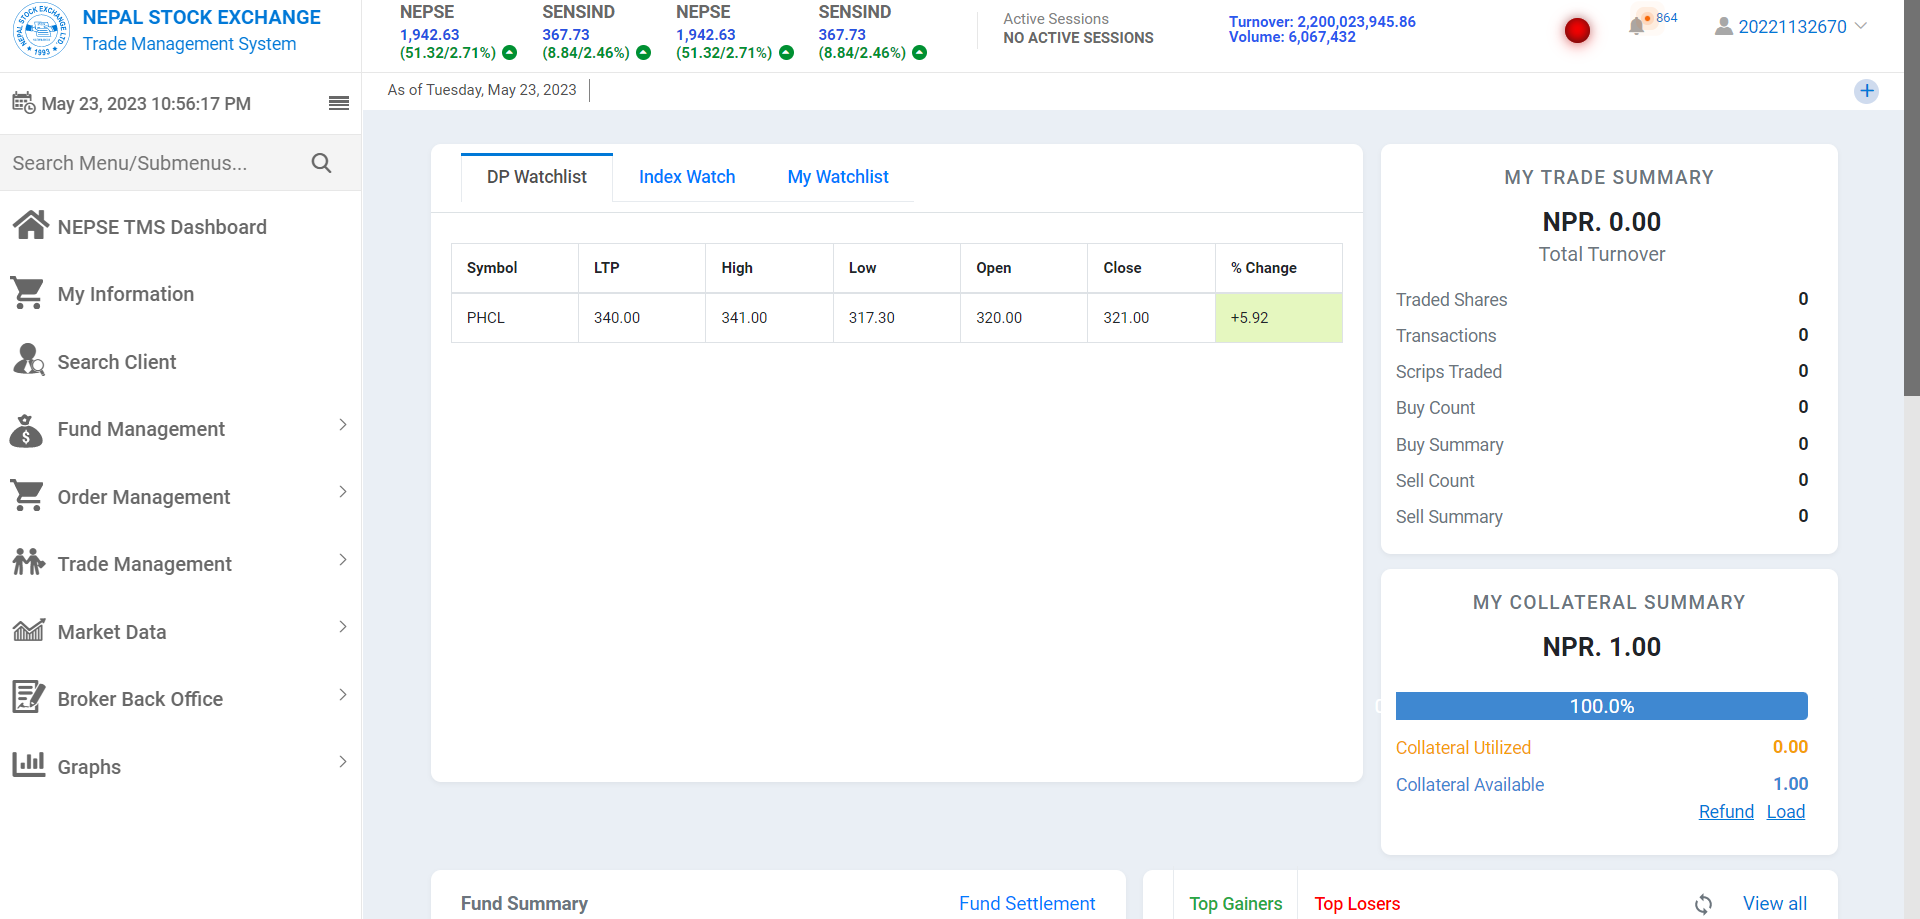 NEPAL STOCK EXCHANGE
Trade Management System
NEPSE
1,942.63
(51.32/2.71%)
SENSIND
367.73
(8.84/2.46%)
NEPSE
1,942.63
(51.32/2.71%)
SENSIND
367.73
(8.84/2.46%)
Active Sessions
NO ACTIVE SESSIONS
Turnover: 2,200,023,945.86
Volume: 6,067,432
864
20221132670
May 23, 2023 10:56:17 PM
As of Tuesday, May 23, 2023
Search Menu/Submenus...
NEPSE TMS Dashboard
My Information
Search Client
Fund Management
Order Management
Trade Management
Market Data
Broker Back Office
Graphs
DP Watchlist Index Watch My Watchlist
Symbol LTP High Low Open Close % Change
PHCL 340.00 341.00 317.30 320.00 321.00 +5.92
MY TRADE SUMMARY
NPR. 0.00
Total Turnover
Traded Shares 0
Transactions 0
Scrips Traded 0
Buy Count 0
Buy Summary 0
Sell Count 0
Sell Summary 0
MY COLLATERAL SUMMARY
NPR. 1.00
100.0%
Collateral Utilized 0.00
Collateral Available 1.00
Refund Load
Fund Summary Fund Settlement
Top Gainers Top Losers View all